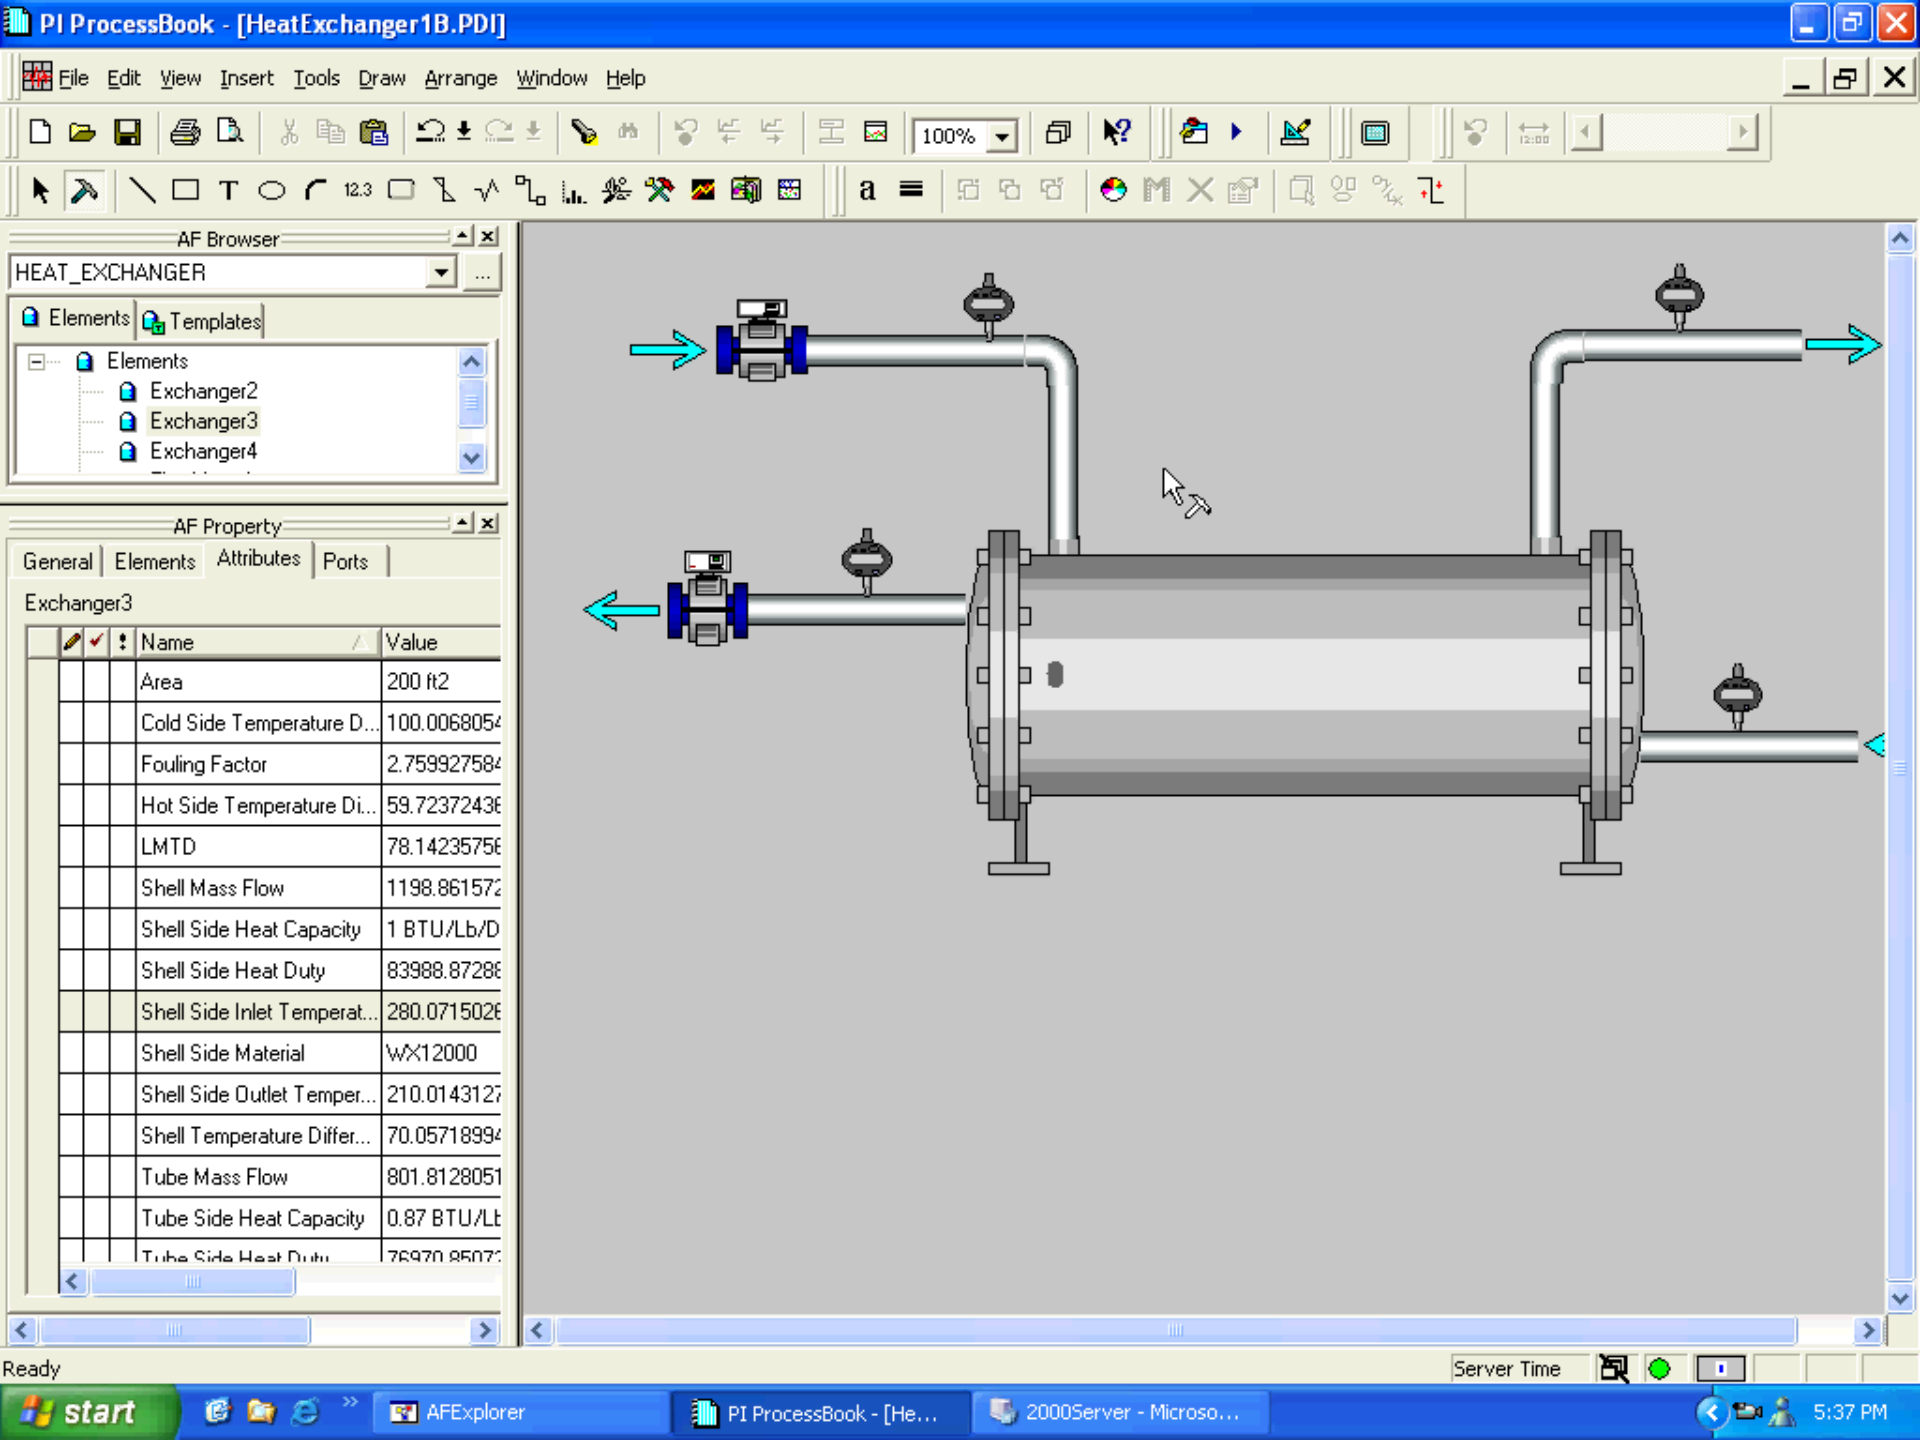 PI ProcessBook - [HeatExchanger1B.PDI]
File Edit View Insert Tools Draw Arrange Window Help
100%
T 12.3 a
AF Browser
HEAT_EXCHANGER
...
Elements Templates
Elements
Exchanger2
Exchanger3
Exchanger4
AF Property
General Elements Attributes Ports
Exchanger3
Name Value
Area 200 ft2
Cold Side Temperature D... 100.0068054
Fouling Factor 2.759927584
Hot Side Temperature Di... 59.72372436
LMTD 78.14235756
Shell Mass Flow 1198.861572
Shell Side Heat Capacity 1 BTU/Lb/D
Shell Side Heat Duty 83988.87288
Shell Side Inlet Temperat... 280.0715026
Shell Side Material WX12000
Shell Side Outlet Temper... 210.0143127
Shell Temperature Differ... 70.05718994
Tube Mass Flow 801.8128051
Tube Side Heat Capacity 0.87 BTU/Lb
Tube Side Heat Duty 76970.85072
Ready Server Time
start AFExplorer PI ProcessBook - [He... 2000Server - Microso... 5:37 PM